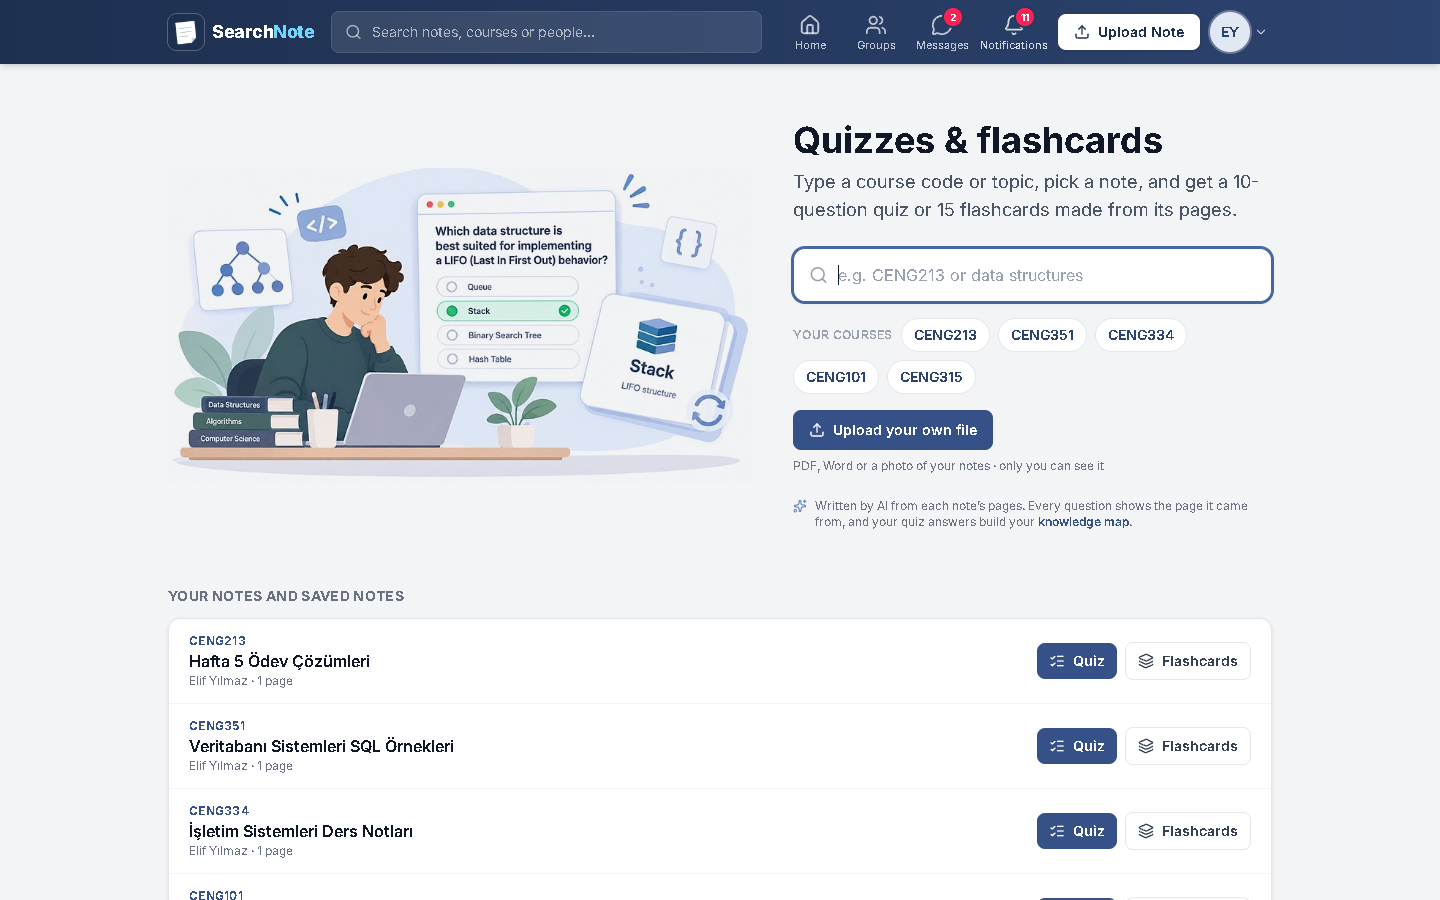 SearchNote
Search notes, courses or people...
Home
Groups
2
Messages
11
Notifications
Upload Note
EY
Quizzes & flashcards
Type a course code or topic, pick a note, and get a 10-
question quiz or 15 flashcards made from its pages.
e.g. CENG213 or data structures
YOUR COURSES
CENG213
CENG351
CENG334
CENG101
CENG315
Upload your own file
PDF, Word or a photo of your notes · only you can see it
Written by AI from each note's pages. Every question shows the page it came
from, and your quiz answers build your knowledge map.
</>
{ }
Which data structure is
best suited for implementing
a LIFO (Last In First Out) behavior?
Queue
Stack
Binary Search Tree
Hash Table
Stack
LIFO structure
Data Structures
Algorithms
Computer Science
YOUR NOTES AND SAVED NOTES
CENG213
Hafta 5 Ödev Çözümleri
Elif Yılmaz · 1 page
Quiz
Flashcards
CENG351
Veritabanı Sistemleri SQL Örnekleri
Elif Yılmaz · 1 page
Quiz
Flashcards
CENG334
İşletim Sistemleri Ders Notları
Elif Yılmaz · 1 page
Quiz
Flashcards
CENG101